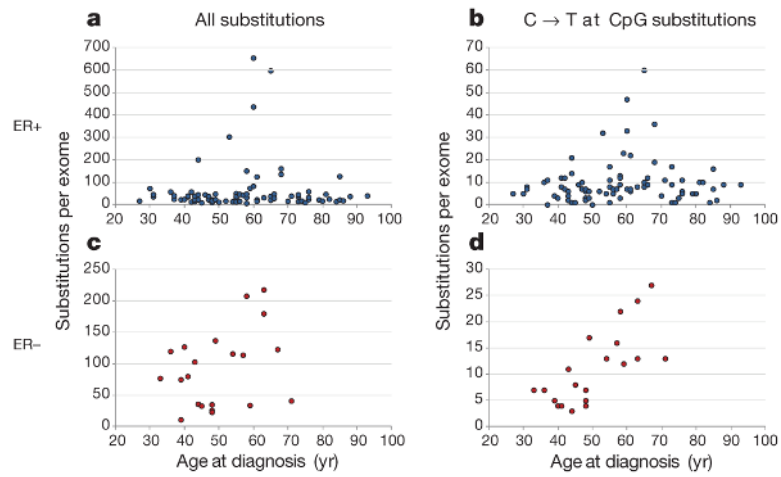 a All substitutions
b C → T at CpG substitutions
ER+
Substitutions per exome
700
600
500
400
300
200
100
0
20 30 40 50 60 70 80 90 100
70
60
50
40
30
20
10
0
20 30 40 50 60 70 80 90 100
c
d
ER–
250
200
150
100
50
0
20 30 40 50 60 70 80 90 100
Age at diagnosis (yr)
Substitutions per exome
30
25
20
15
10
5
0
20 30 40 50 60 70 80 90 100
Age at diagnosis (yr)